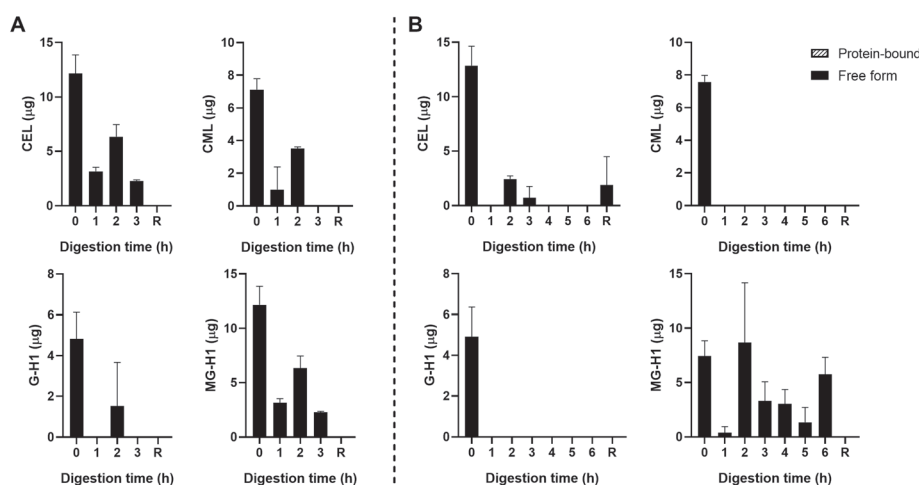 A
B
Protein-bound
Free form
15
10
5
0
CEL (µg)
0 1 2 3 R
Digestion time (h)
10
8
6
4
2
0
CML (µg)
0 1 2 3 R
Digestion time (h)
15
10
5
0
CEL (µg)
0 1 2 3 4 5 6 R
Digestion time (h)
10
8
6
4
2
0
CML (µg)
0 1 2 3 4 5 6 R
Digestion time (h)
8
6
4
2
0
G-H1 (µg)
0 1 2 3 R
Digestion time (h)
15
10
5
0
MG-H1 (µg)
0 1 2 3 R
Digestion time (h)
8
6
4
2
0
G-H1 (µg)
0 1 2 3 4 5 6 R
Digestion time (h)
15
10
5
0
MG-H1 (µg)
0 1 2 3 4 5 6 R
Digestion time (h)